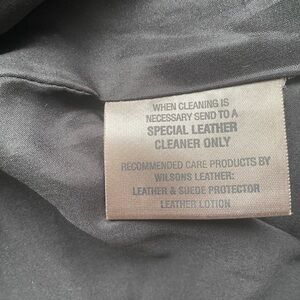 WHEN CLEANING IS
NECESSARY SEND TO A
SPECIAL LEATHER
CLEANER ONLY
RECOMMENDED CARE PRODUCTS BY
WILSONS LEATHER:
LEATHER & SUEDE PROTECTOR
LEATHER LOTION